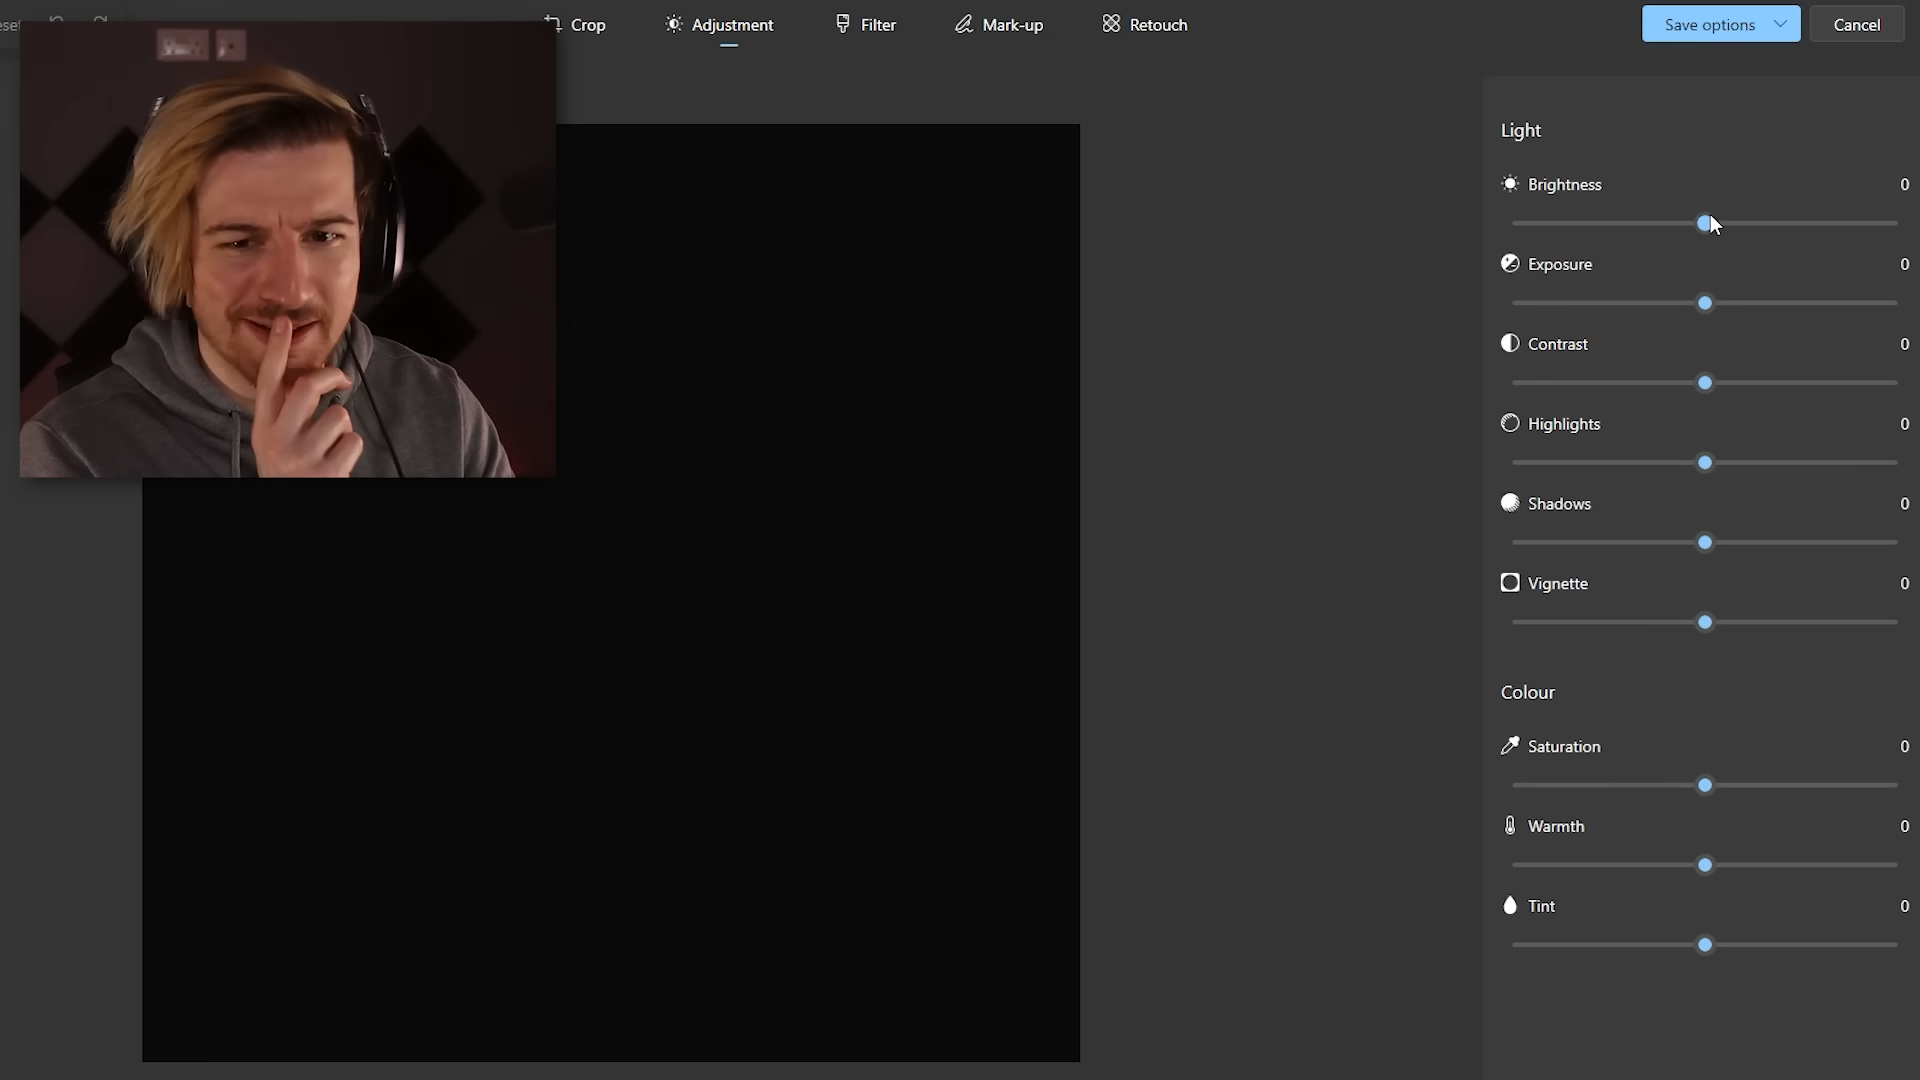 eset
Crop
Adjustment
Filter
Mark-up
Retouch
Save options
Cancel
Light
Brightness 0
Exposure 0
Contrast 0
Highlights 0
Shadows 0
Vignette 0
Colour
Saturation 0
Warmth 0
Tint 0